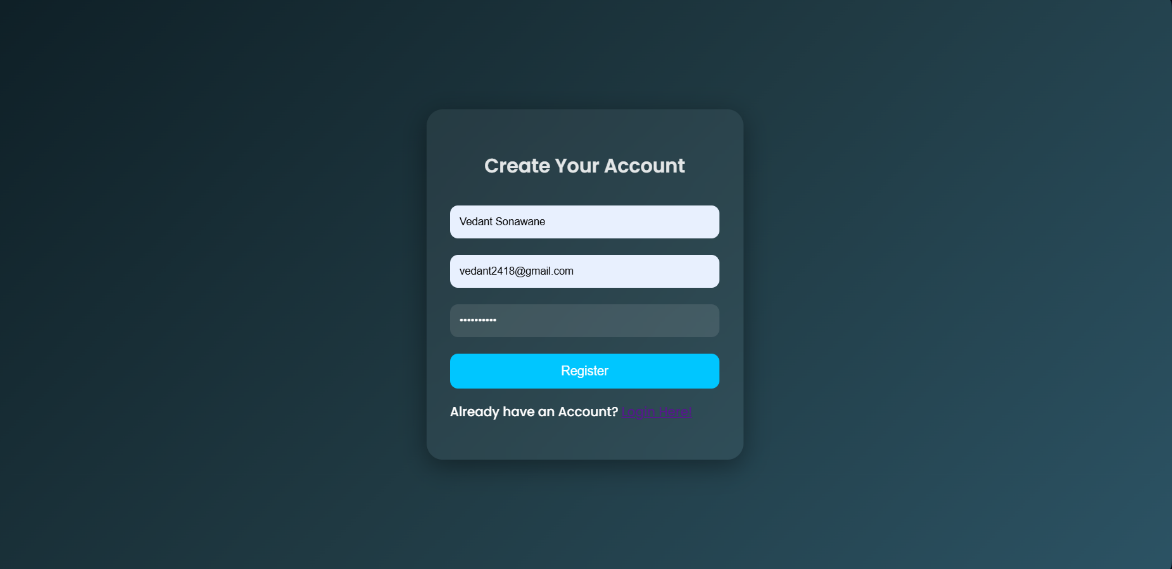 Create Your Account
Vedant Sonawane
vedant2418@gmail.com
••••••••••
Register
Already have an Account? Login Here!